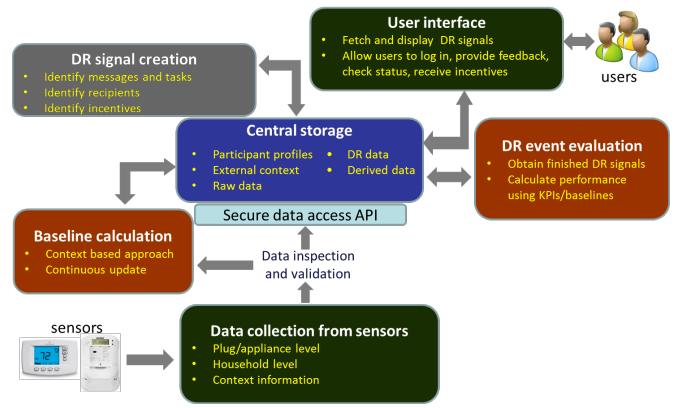 User interface
• Fetch and display DR signals
• Allow users to log in, provide feedback,
check status, receive incentives
users
DR signal creation
• Identify messages and tasks
• Identify recipients
• Identify incentives
Central storage
• Participant profiles
• External context
• Raw data
• DR data
• Derived data
Secure data access API
DR event evaluation
• Obtain finished DR signals
• Calculate performance
using KPIs/baselines
Baseline calculation
• Context based approach
• Continuous update
Data inspection
and validation
sensors
72
Data collection from sensors
• Plug/appliance level
• Household level
• Context information